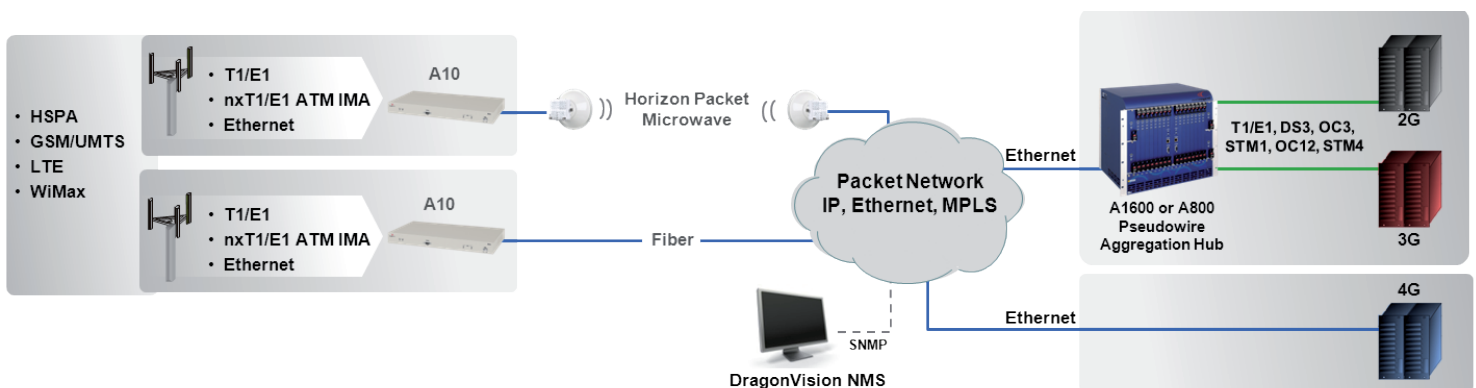 • HSPA
• GSM/UMTS
• LTE
• WiMax
• T1/E1
• nxT1/E1 ATM IMA
• Ethernet
A10
Horizon Packet
Microwave
• T1/E1
• nxT1/E1 ATM IMA
• Ethernet
A10
Fiber
Packet Network
IP, Ethernet, MPLS
SNMP
DragonVision NMS
Ethernet
A1600 or A800
Pseudowire
Aggregation Hub
T1/E1, DS3, OC3,
STM1, OC12, STM4
2G
3G
Ethernet
4G